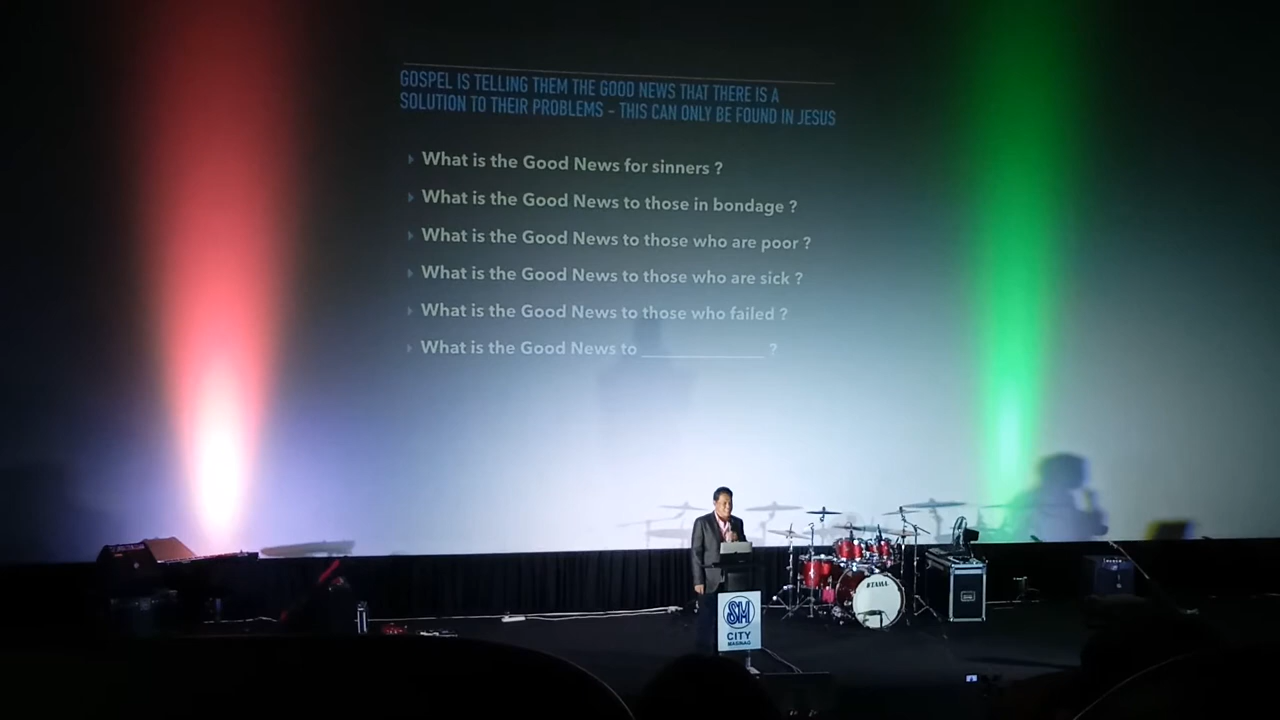 GOSPEL IS TELLING THEM THE GOOD NEWS THAT THERE IS A
SOLUTION TO THEIR PROBLEMS - THIS CAN ONLY BE FOUND IN JESUS
What is the Good News for sinners ?
What is the Good News to those in bondage ?
What is the Good News to those who are poor ?
What is the Good News to those who are sick ?
What is the Good News to those who failed ?
What is the Good News to ______________ ?
TAMA
SM
CITY
MASINAG